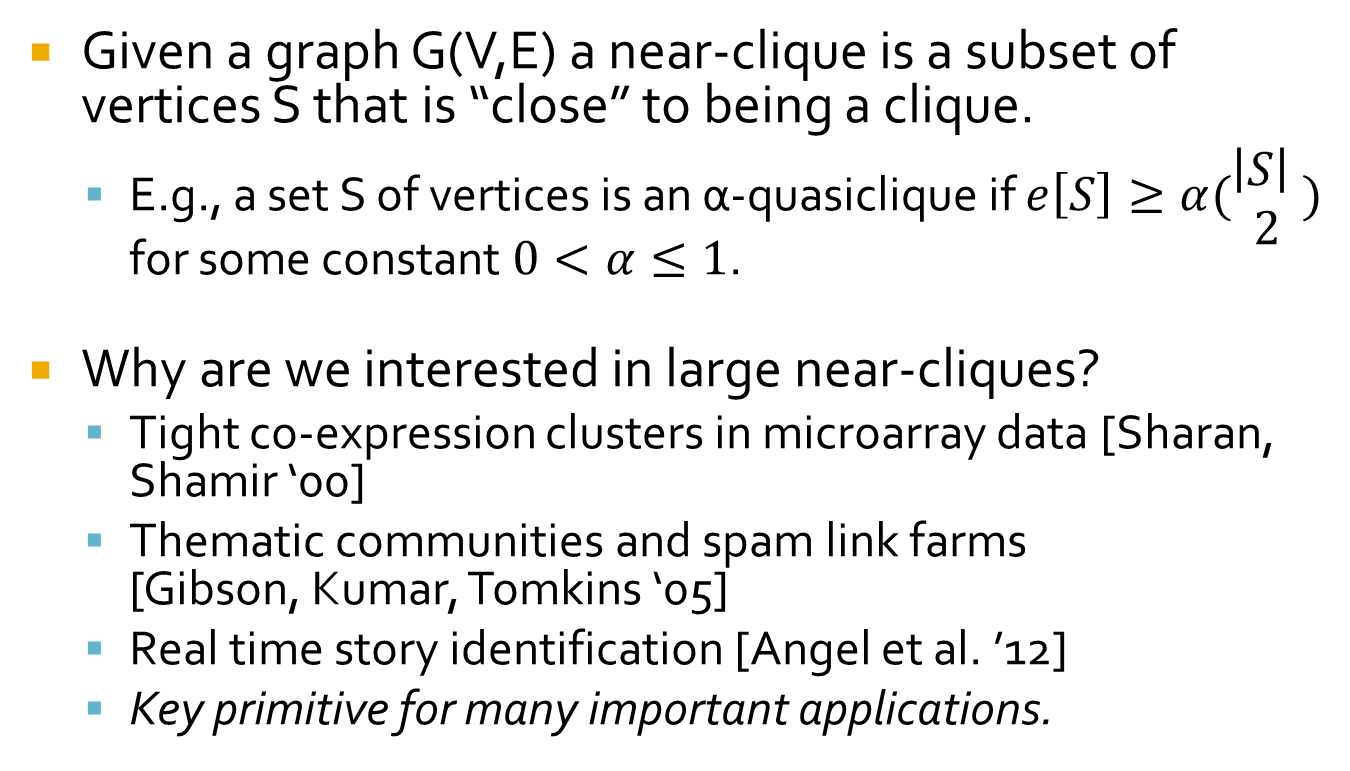 Given a graph G(V,E) a near-clique is a subset of
vertices S that is “close” to being a clique.
E.g., a set S of vertices is an α-quasiclique if e[S] ≥ α(|S| 2)
for some constant 0 < α ≤ 1.
Why are we interested in large near-cliques?
Tight co-expression clusters in microarray data [Sharan,
Shamir ‘00]
Thematic communities and spam link farms
[Gibson, Kumar, Tomkins ‘05]
Real time story identification [Angel et al. ’12]
Key primitive for many important applications.